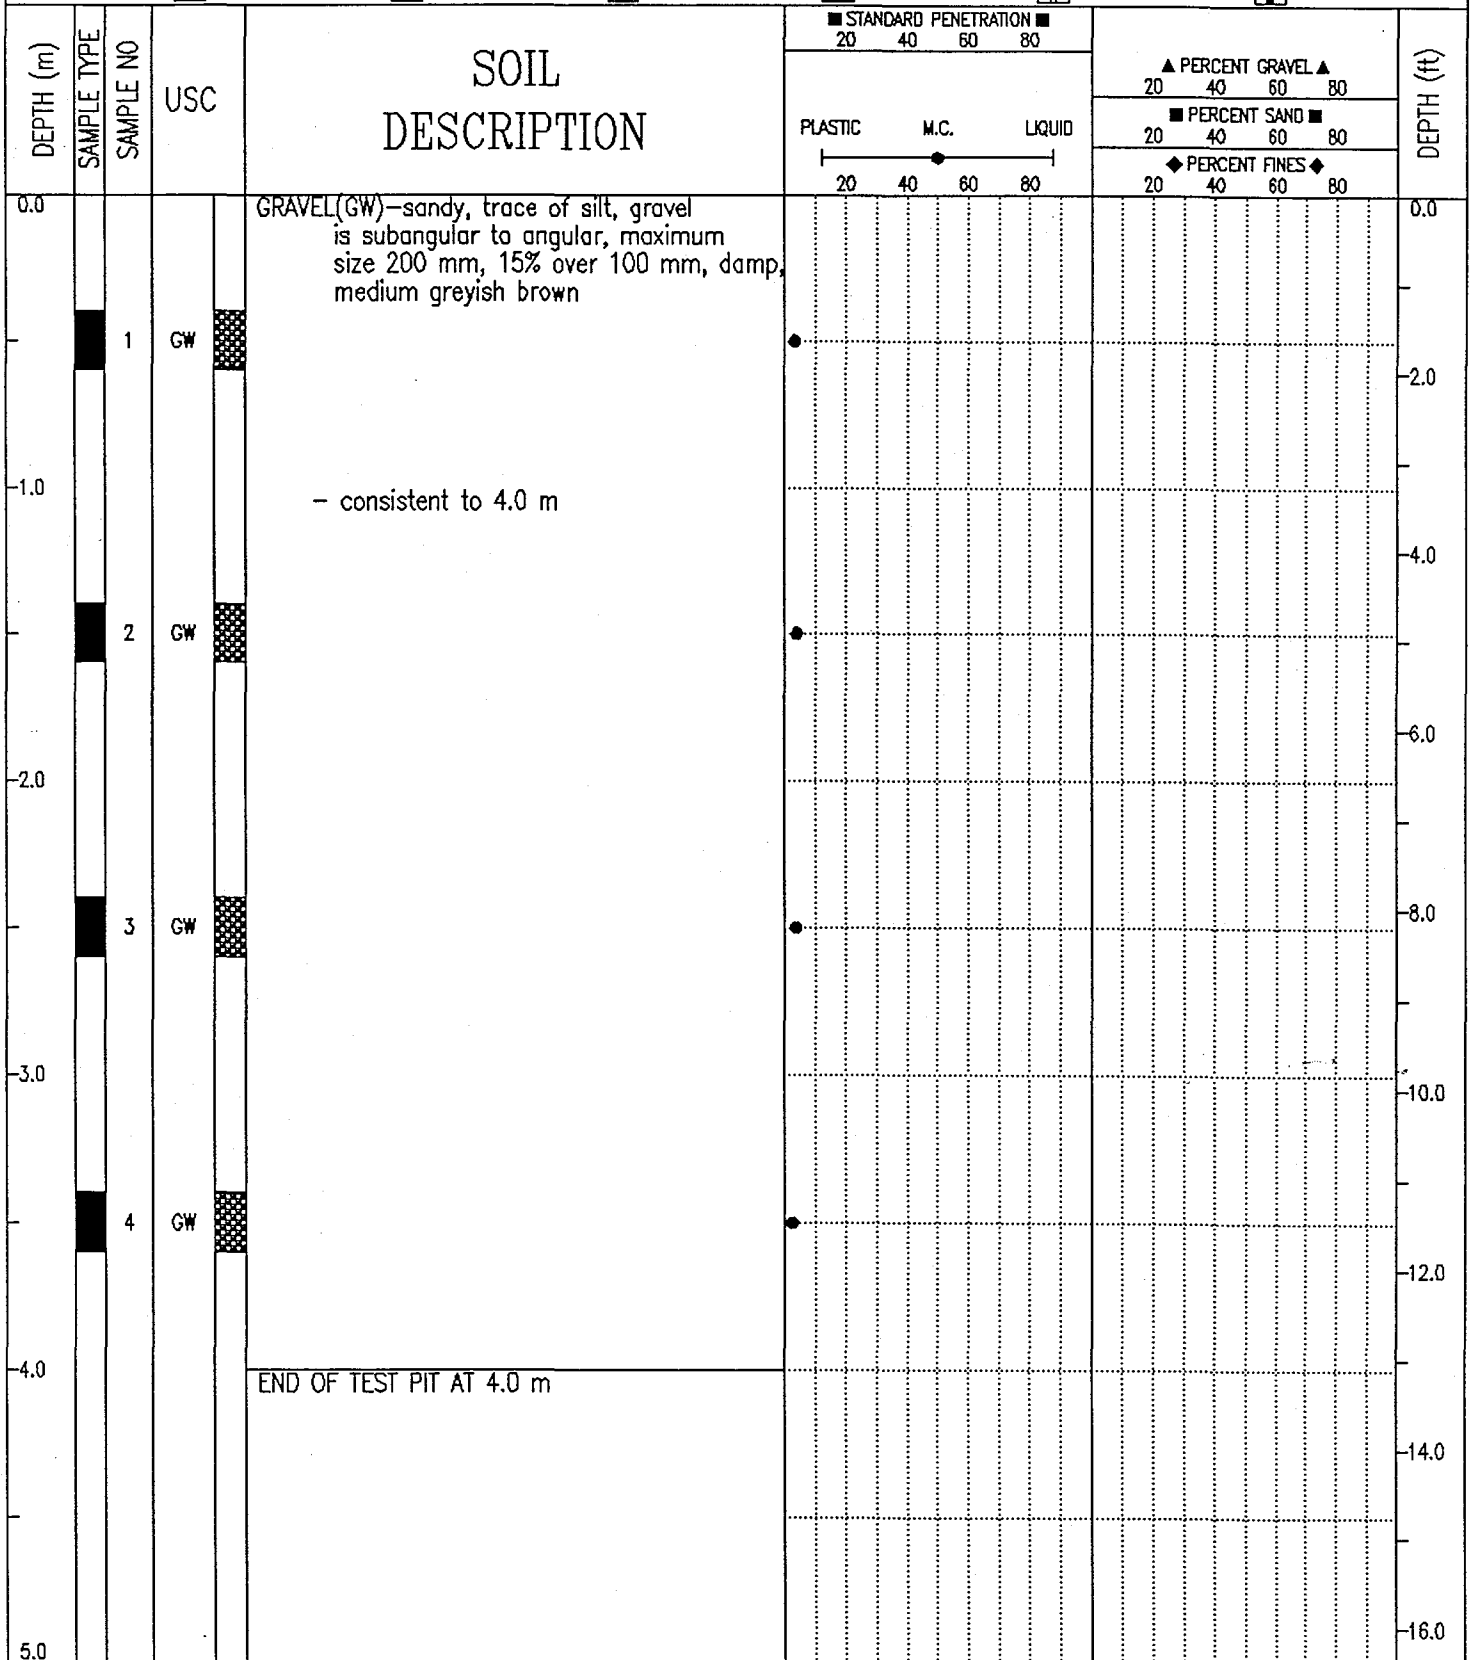 DEPTH (m)
SAMPLE TYPE
SAMPLE NO
USC
SOIL
DESCRIPTION
■ STANDARD PENETRATION ■
20 40 60 80
PLASTIC M.C. LIQUID
20 40 60 80
▲ PERCENT GRAVEL ▲
20 40 60 80
■ PERCENT SAND ■
20 40 60 80
◆ PERCENT FINES ◆
20 40 60 80
DEPTH (ft)
0.0
GRAVEL(GW)-sandy, trace of silt, gravel
is subangular to angular, maximum
size 200 mm, 15% over 100 mm, damp,
medium greyish brown
0.0
1 GW
2.0
1.0
- consistent to 4.0 m
4.0
2 GW
6.0
2.0
3 GW
8.0
3.0
10.0
4 GW
12.0
4.0
END OF TEST PIT AT 4.0 m
14.0
5.0
16.0